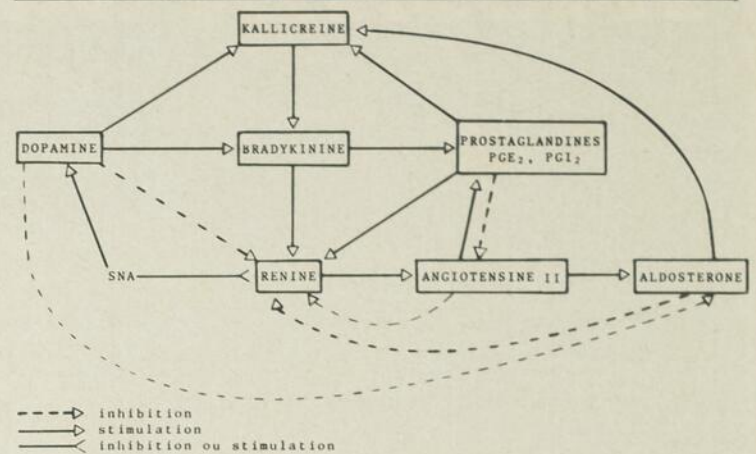 KALLICREINE
DOPAMINE
BRADYKININE
PROSTAGLANDINES
PGE₂, PGI₂
SNA
RENINE
ANGIOTENSINE II
ALDOSTERONE
inhibition
stimulation
inhibition ou stimulation